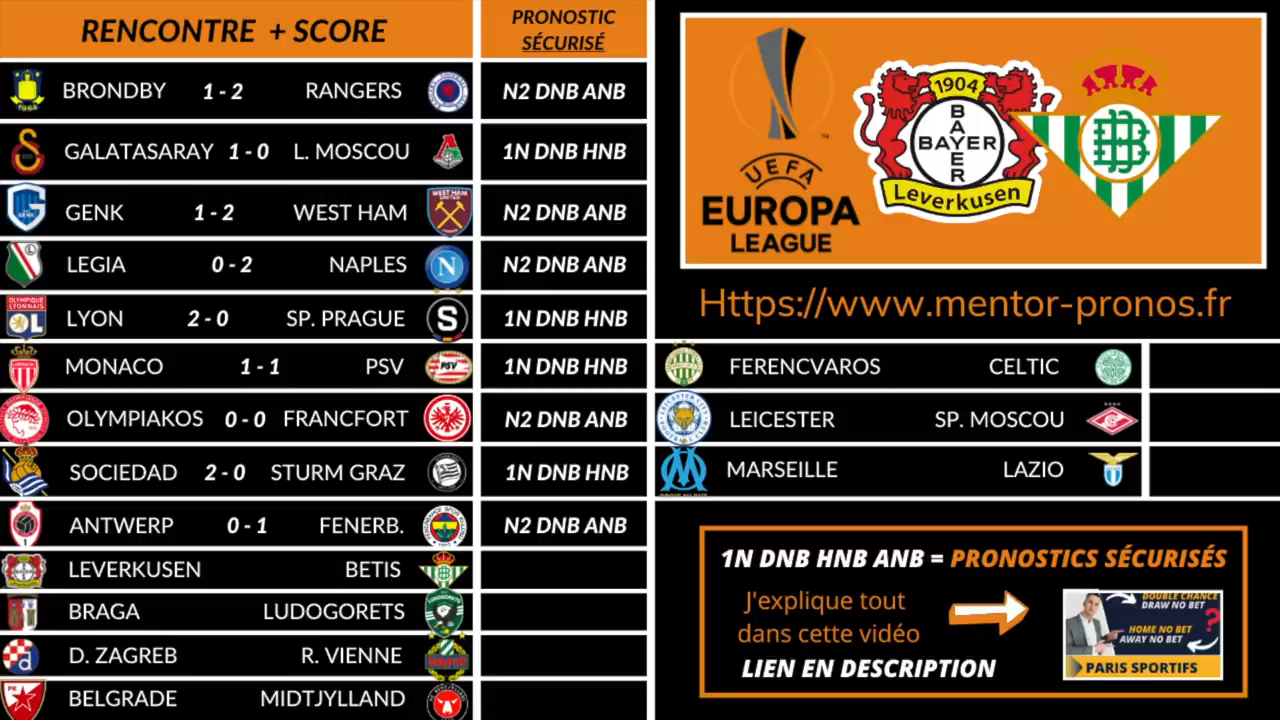 RENCONTRE + SCORE
PRONOSTIC
SÉCURISÉ
BRONDBY 1 - 2 RANGERS N2 DNB ANB
GALATASARAY 1 - 0 L. MOSCOU 1N DNB HNB
GENK 1 - 2 WEST HAM N2 DNB ANB
LEGIA 0 - 2 NAPLES N2 DNB ANB
LYON 2 - 0 SP. PRAGUE 1N DNB HNB
MONACO 1 - 1 PSV 1N DNB HNB
OLYMPIAKOS 0 - 0 FRANCFORT N2 DNB ANB
SOCIEDAD 2 - 0 STURM GRAZ 1N DNB HNB
ANTWERP 0 - 1 FENERB. N2 DNB ANB
LEVERKUSEN BETIS
BRAGA LUDOGORETS
D. ZAGREB R. VIENNE
BELGRADE MIDTJYLLAND
UEFA
EUROPA
LEAGUE
TM
1904
BAYER
BAYER
Leverkusen
Https://www.mentor-pronos.fr
FERENCVAROS CELTIC
LEICESTER SP. MOSCOU
MARSEILLE LAZIO
1N DNB HNB ANB = PRONOSTICS SÉCURISÉS
J'explique tout
dans cette vidéo
LIEN EN DESCRIPTION
DOUBLE CHANCE
DRAW NO BET
HOME NO BET
AWAY NO BET
?
PARIS SPORTIFS